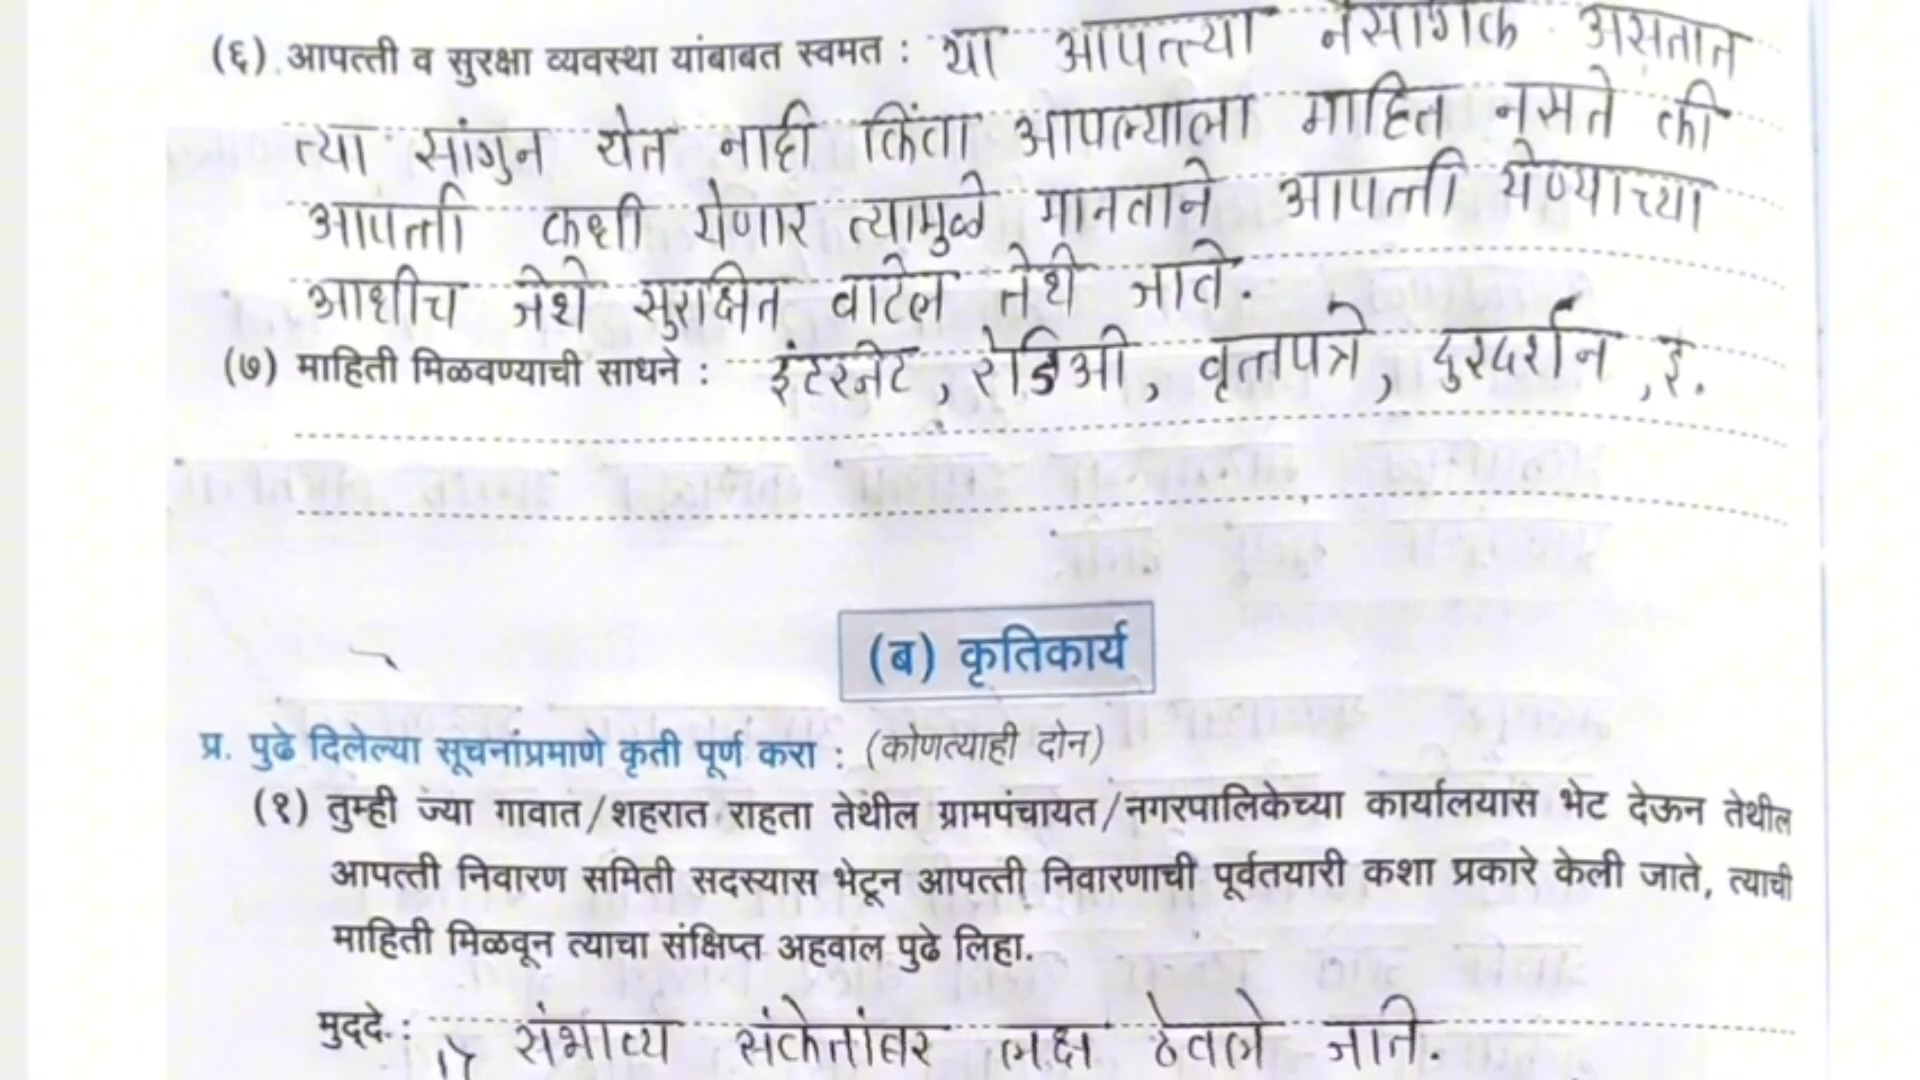 (६) आपत्ती व सुरक्षा व्यवस्था यांबाबत स्वमत : या आपत्त्या नैसर्गिक असतात
त्या सांगुन येत नाही किंवा आपल्याला माहित नसते की
आपत्ती कधी येणार त्यामुळे मानवाने आपत्ती येण्याच्या
आधीच जेथे सुरक्षित वाटेल तेथे जावे.
(७) माहिती मिळवण्याची साधने : इंटरनेट, रेडिओ, वृत्तपत्रे, दुरदर्शन, इ.
(ब) कृतिकार्य
प्र. पुढे दिलेल्या सूचनांप्रमाणे कृती पूर्ण करा : (कोणत्याही दोन)
(१) तुम्ही ज्या गावात/शहरात राहता तेथील ग्रामपंचायत/नगरपालिकेच्या कार्यालयास भेट देऊन तेथील
आपत्ती निवारण समिती सदस्यास भेटून आपत्ती निवारणाची पूर्वतयारी कशा प्रकारे केली जाते, त्याची
माहिती मिळवून त्याचा संक्षिप्त अहवाल पुढे लिहा.
मुद्दे : १) संभाव्य संकेतांवर लक्ष ठेवले जाते.